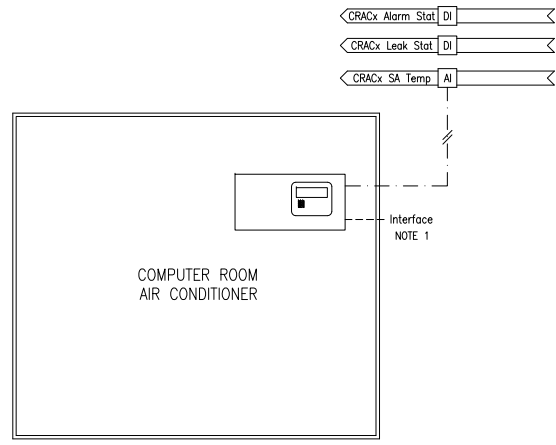 CRACx Alarm Stat DI
CRACx Leak Stat DI
CRACx SA Temp AI
Interface
NOTE 1
COMPUTER ROOM
AIR CONDITIONER